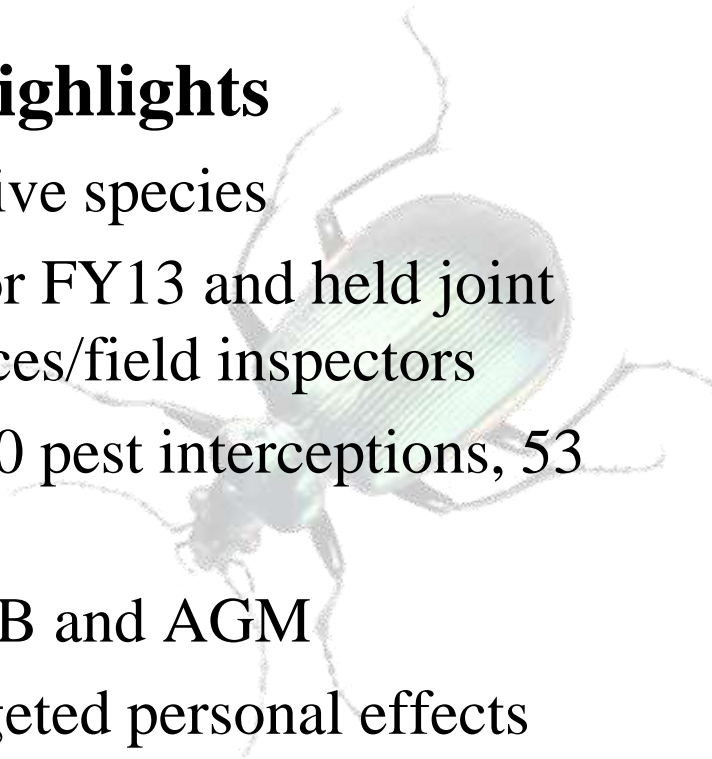 ighlights
ive species
or FY13 and held joint
ces/field inspectors
0 pest interceptions, 53
B and AGM
geted personal effects